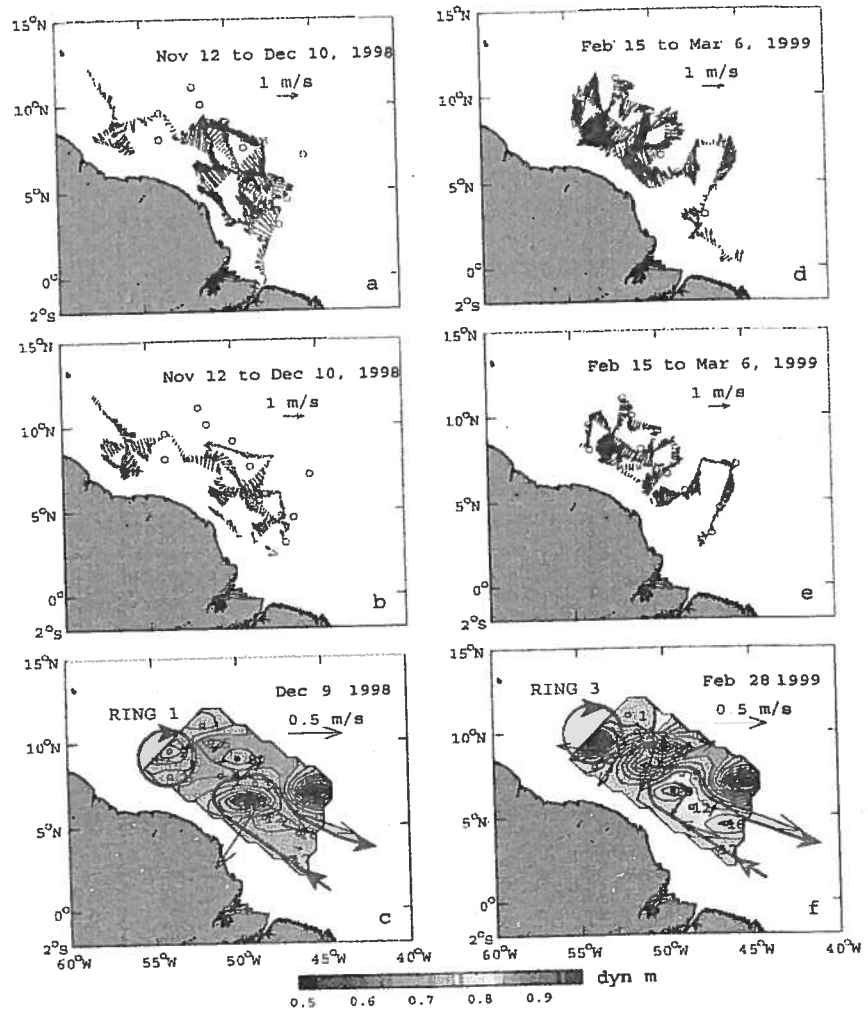 15°N
Nov 12 to Dec 10, 1998
1 m/s
10°N
5°N
0°
2°S
a
15°N
Feb 15 to Mar 6, 1999
1 m/s
10°N
5°N
0°
2°S
d
15°N
Nov 12 to Dec 10, 1998
1 m/s
10°N
5°N
0°
2°S
b
15°N
Feb 15 to Mar 6, 1999
1 m/s
10°N
5°N
0°
2°S
e
15°N
Dec 9 1998
RING 1
0.5 m/s
10°N
5°N
0°
2°S
c
60°W 55°W 50°W 45°W 40°W
15°N
Feb 28 1999
RING 3
0.5 m/s
1
10°N
12
16
5°N
0°
2°S
f
55°W 50°W 45°W 40°W
dyn m
0.5 0.6 0.7 0.8 0.9